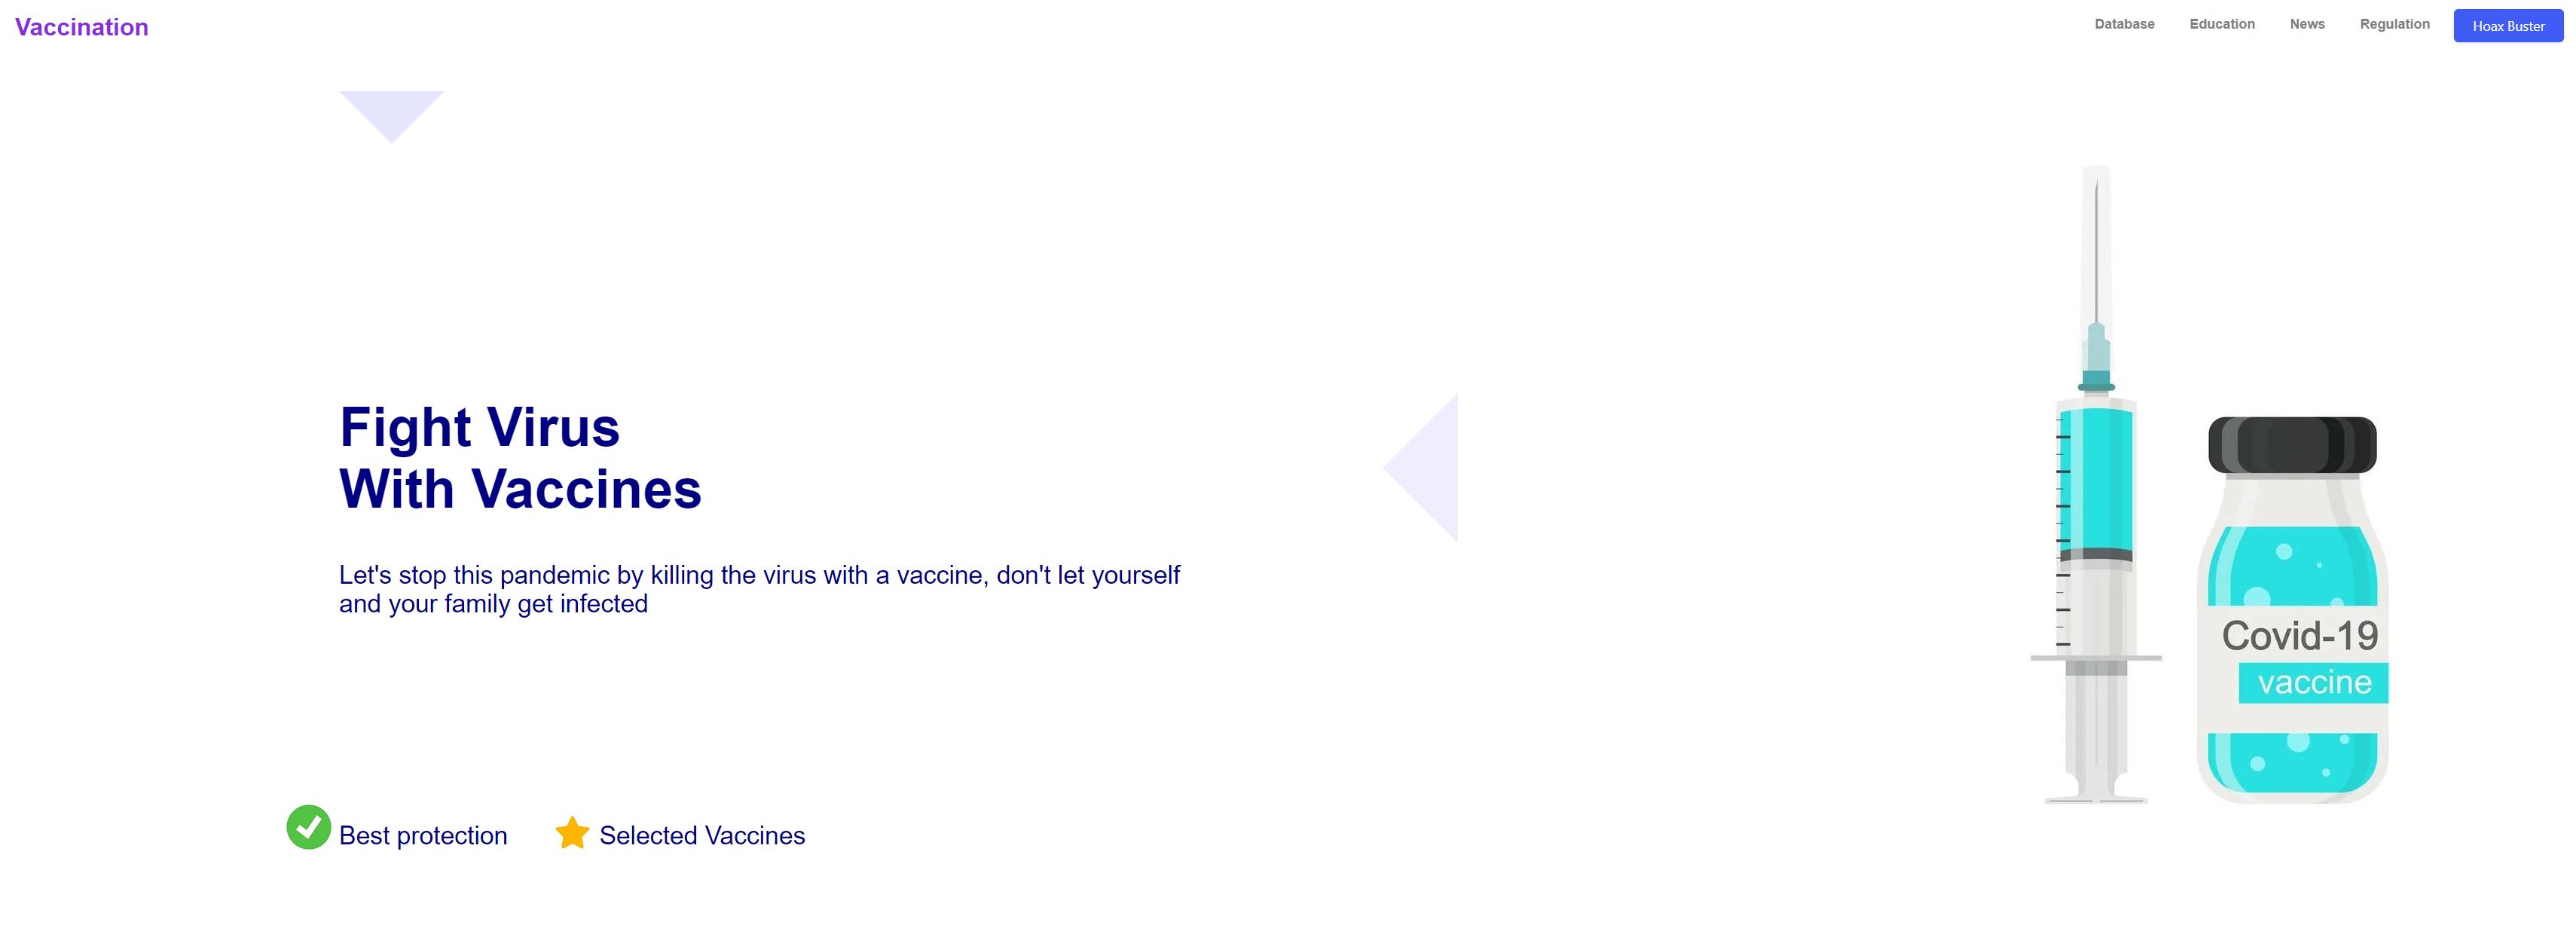 Vaccination
Database
Education
News
Regulation
Hoax Buster
Fight Virus
With Vaccines
Let's stop this pandemic by killing the virus with a vaccine, don't let yourself
and your family get infected
Best protection
Selected Vaccines
Covid-19
vaccine